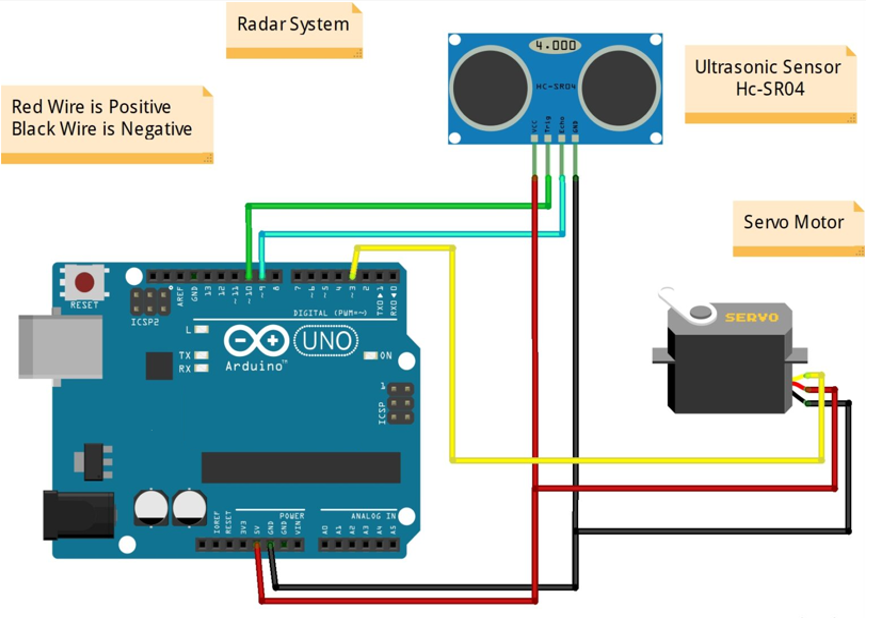 Radar System
Red Wire is Positive
Black Wire is Negative
4.000
HC-SR04
VCC
Trig
Echo
GND
Ultrasonic Sensor
Hc-SR04
Servo Motor
SERVO
RESET
ICSP2
AREF
GND
13
12
~11
~10
~9
8
7
~6
~5
4
~3
2
TX0▶1
RX0◀0
DIGITAL (PWM=~)
L
TX
RX
UNO
Arduino™
ON
1
ICSP
POWER
ANALOG IN
IOREF
RESET
3V3
5V
GND
GND
VIN
A0
A1
A2
A3
A4
A5